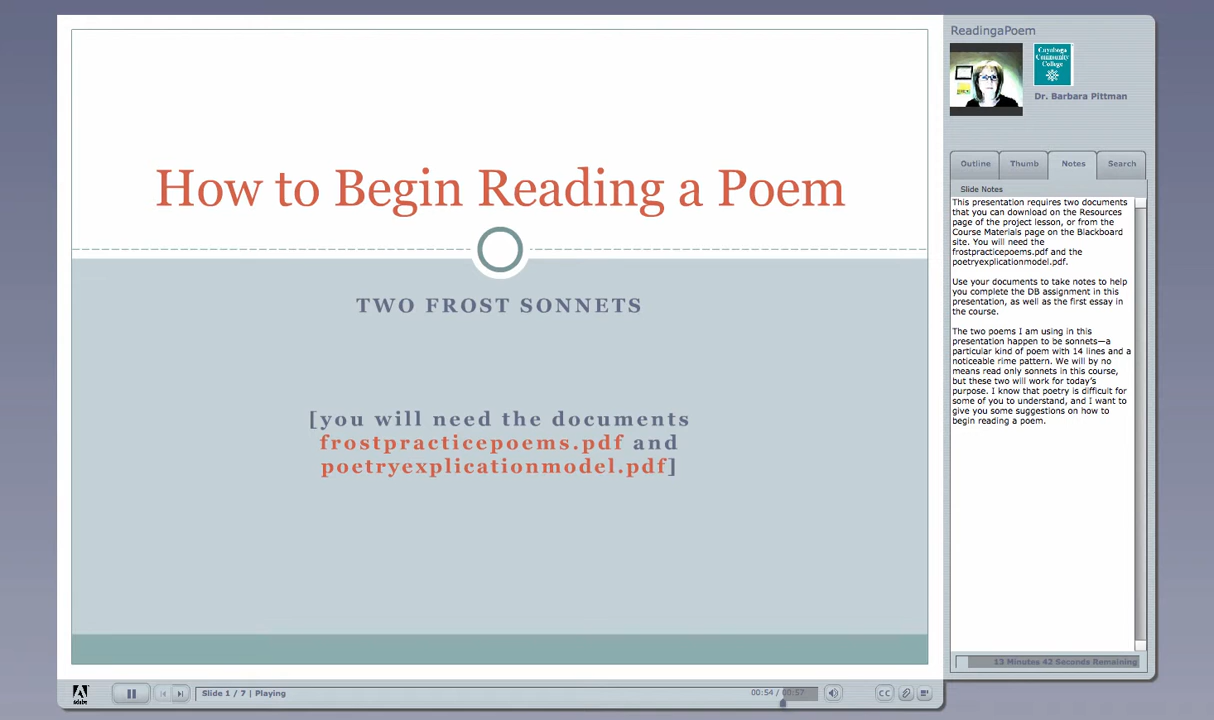 How to Begin Reading a Poem
TWO FROST SONNETS
[you will need the documents
frostpracticepoems.pdf and
poetryexplicationmodel.pdf]
ReadingaPoem
Cuyahoga
Community
College
Dr. Barbara Pittman
Outline
Thumb
Notes
Search
Slide Notes
This presentation requires two documents
that you can download on the Resources
page of the project lesson, or from the
Course Materials page on the Blackboard
site. You will need the
frostpracticepoems.pdf and the
poetryexplicationmodel.pdf.
Use your documents to take notes to help
you complete the DB assignment in this
presentation, as well as the first essay in
the course.
The two poems I am using in this
presentation happen to be sonnets—a
particular kind of poem with 14 lines and a
noticeable rime pattern. We will by no
means read only sonnets in this course,
but these two will work for today's
purpose. I know that poetry is difficult for
some of you to understand, and I want to
give you some suggestions on how to
begin reading a poem.
13 Minutes 42 Seconds Remaining
Adobe
Slide 1 / 7 | Playing
00:54 / 00:57
CC